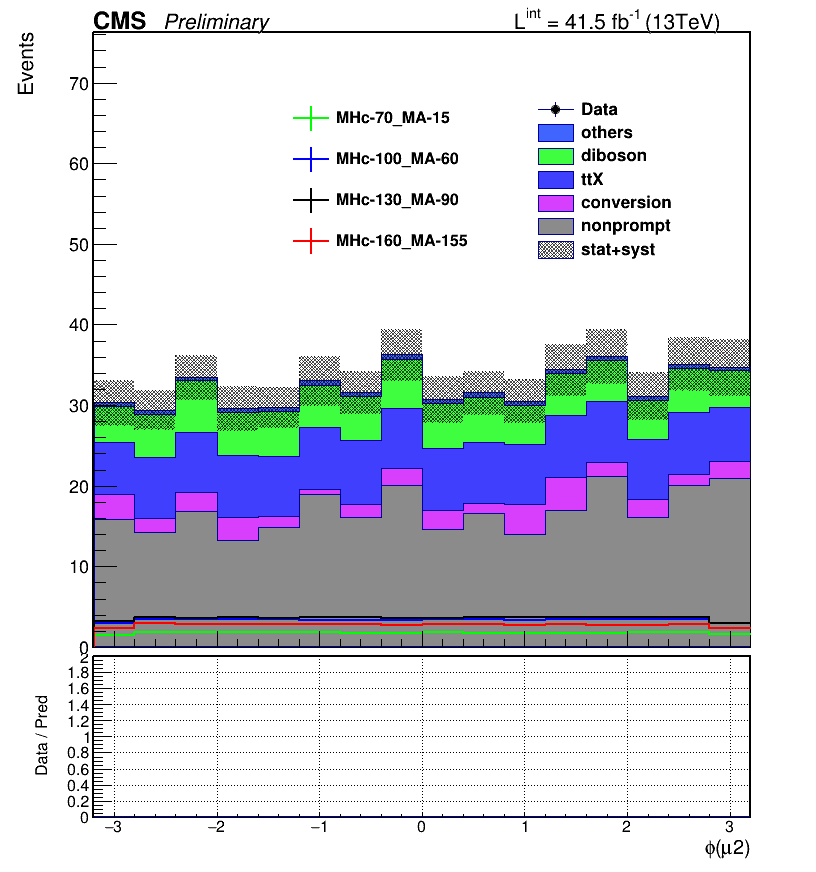 CMS Preliminary L^int = 41.5 fb⁻¹ (13TeV)
Events
70
60
50
40
30
20
10
0
MHc-70_MA-15
MHc-100_MA-60
MHc-130_MA-90
MHc-160_MA-155
Data
others
diboson
ttX
conversion
nonprompt
stat+syst
Data / Pred
2
1.8
1.6
1.4
1.2
1
0.8
0.6
0.4
0.2
0
−3 −2 −1 0 1 2 3
ϕ(μ2)